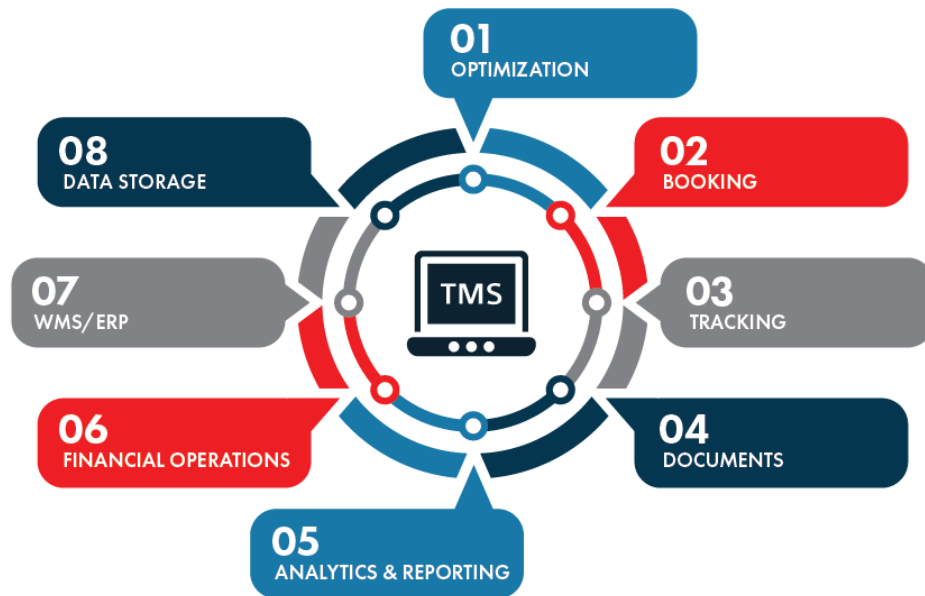 01
OPTIMIZATION
02
BOOKING
03
TRACKING
04
DOCUMENTS
05
ANALYTICS & REPORTING
06
FINANCIAL OPERATIONS
07
WMS/ERP
08
DATA STORAGE
TMS